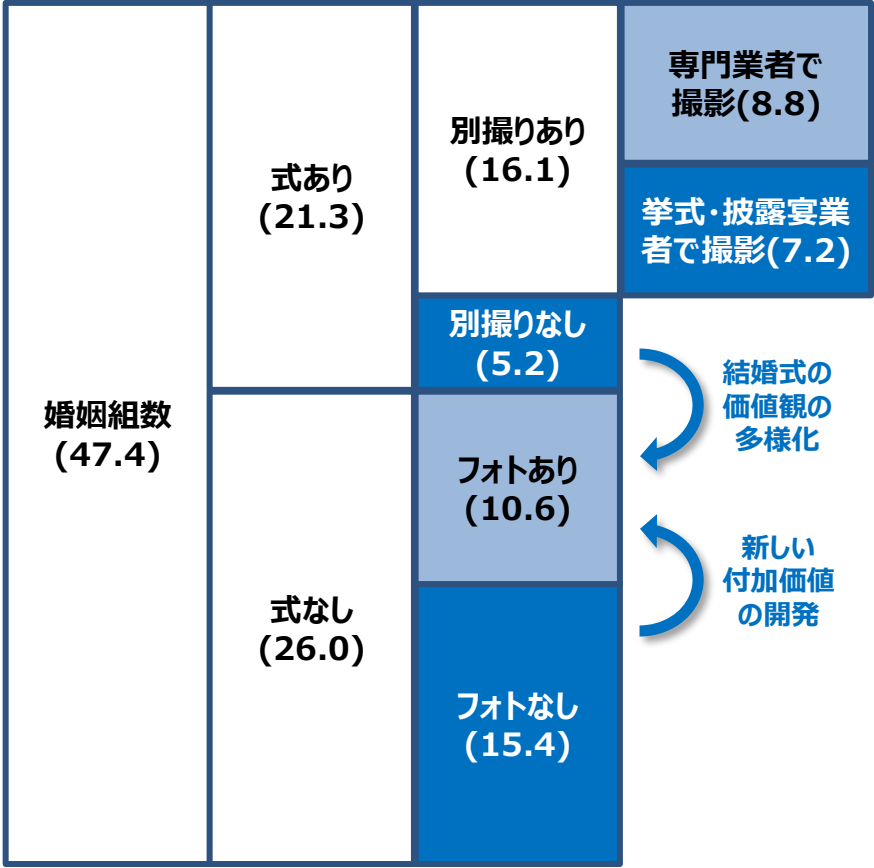 婚姻組数
(47.4)
式あり
(21.3)
別撮りあり
(16.1)
専門業者で
撮影(8.8)
挙式・披露宴業
者で撮影(7.2)
別撮りなし
(5.2)
式なし
(26.0)
フォトあり
(10.6)
フォトなし
(15.4)
結婚式の
価値観の
多様化
新しい
付加価値
の開発